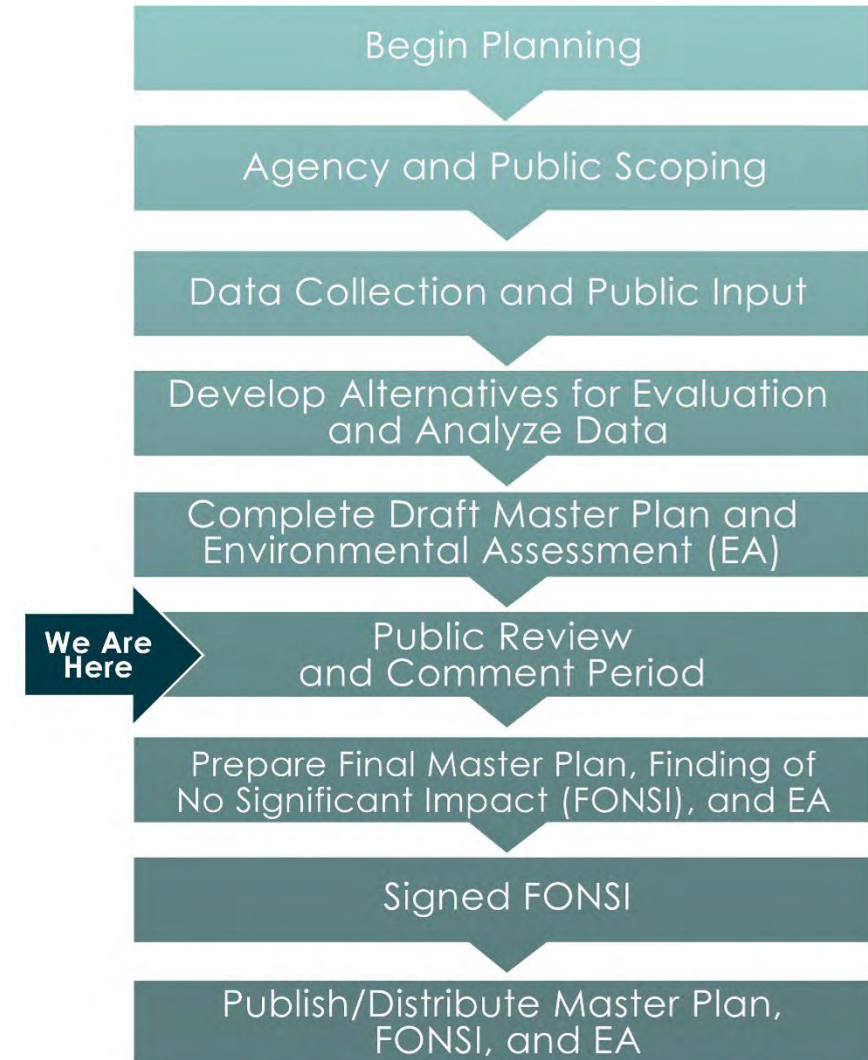 Begin Planning
Agency and Public Scoping
Data Collection and Public Input
Develop Alternatives for Evaluation
and Analyze Data
Complete Draft Master Plan and
Environmental Assessment (EA)
We Are
Here
Public Review
and Comment Period
Prepare Final Master Plan, Finding of
No Significant Impact (FONSI), and EA
Signed FONSI
Publish/Distribute Master Plan,
FONSI, and EA